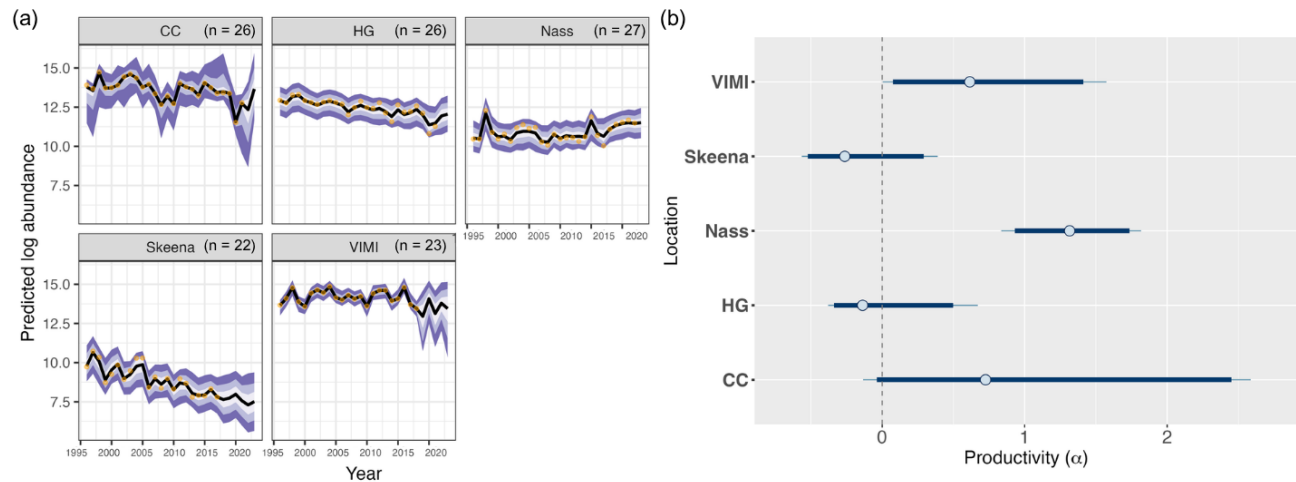 (a)
CC (n = 26)
HG (n = 26)
Nass (n = 27)
Predicted log abundance
15.0
12.5
10.0
7.5
1995 2000 2005 2010 2015 2020
Skeena (n = 22)
VIMI (n = 23)
15.0
12.5
10.0
7.5
1995 2000 2005 2010 2015 2020
1995 2000 2005 2010 2015 2020
Year
(b)
Location
VIMI
Skeena
Nass
HG
CC
0 1 2
Productivity (α)